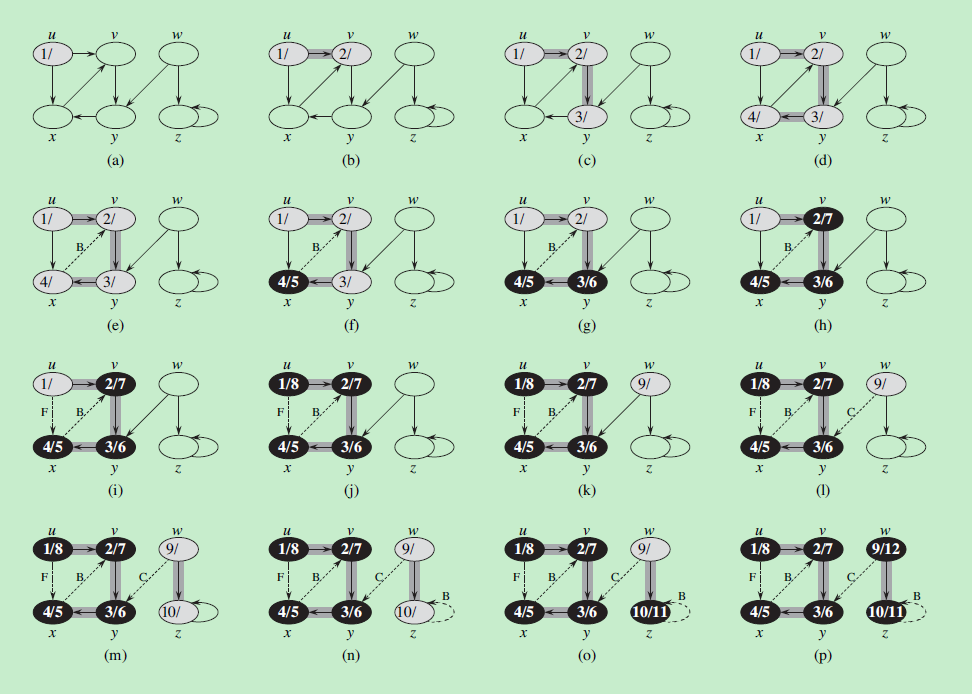 u v w
1/
x y z
(a)
u v w
1/ 2/
x y z
(b)
u v w
1/ 2/
3/
x y z
(c)
u v w
1/ 2/
4/ 3/
x y z
(d)
u v w
1/ 2/
B
4/ 3/
x y z
(e)
u v w
1/ 2/
B
4/5 3/
x y z
(f)
u v w
1/ 2/
B
4/5 3/6
x y z
(g)
u v w
1/ 2/7
B
4/5 3/6
x y z
(h)
u v w
1/ 2/7
F B
4/5 3/6
x y z
(i)
u v w
1/8 2/7
F B
4/5 3/6
x y z
(j)
u v w
1/8 2/7 9/
F B
4/5 3/6
x y z
(k)
u v w
1/8 2/7 9/
F B C
4/5 3/6
x y z
(l)
u v w
1/8 2/7 9/
F B C
4/5 3/6 10/
x y z
(m)
u v w
1/8 2/7 9/
F B C B
4/5 3/6 10/
x y z
(n)
u v w
1/8 2/7 9/
F B C B
4/5 3/6 10/11
x y z
(o)
u v w
1/8 2/7 9/12
F B C B
4/5 3/6 10/11
x y z
(p)